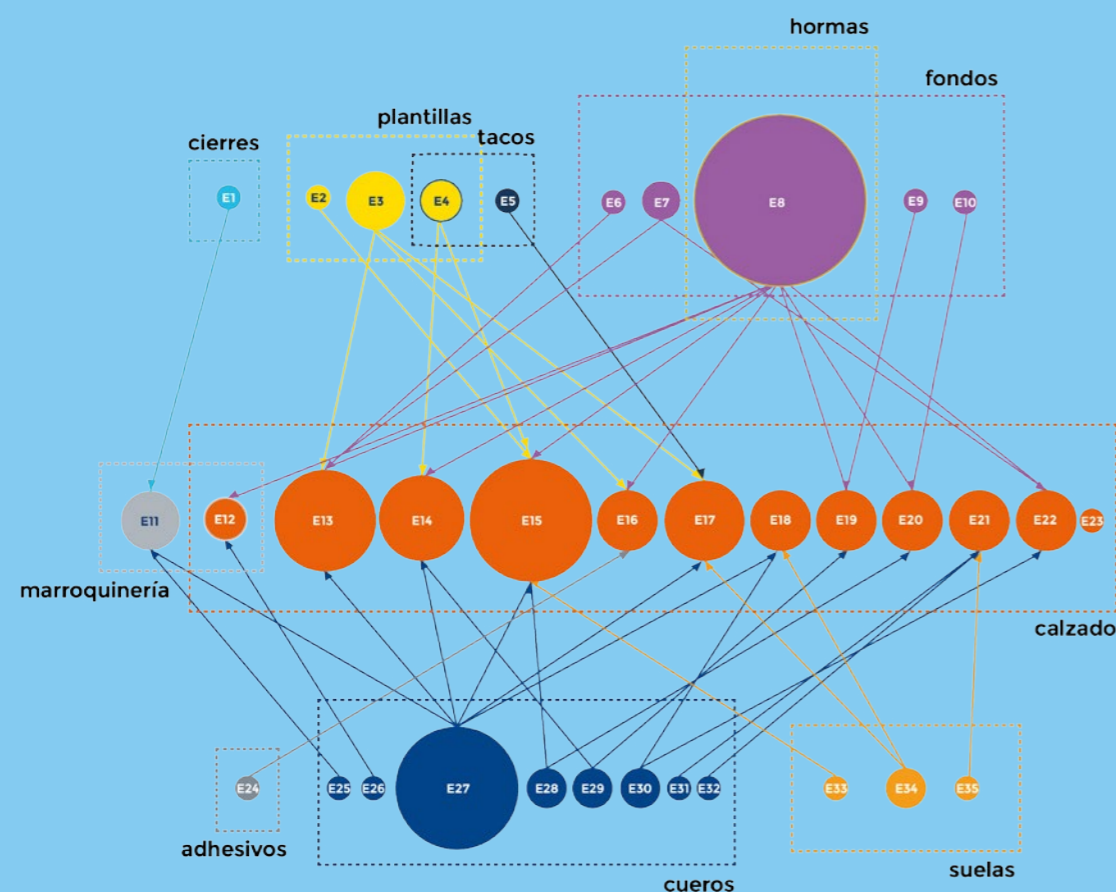 hormas
fondos
plantillas
tacos
cierres
E1
E2
E3
E4
E5
E6
E7
E8
E9
E10
E11
E12
E13
E14
E15
E16
E17
E18
E19
E20
E21
E22
E23
marroquinería
calzado
E24
E25
E26
E27
E28
E29
E30
E31
E32
E33
E34
E35
adhesivos
cueros
suelas